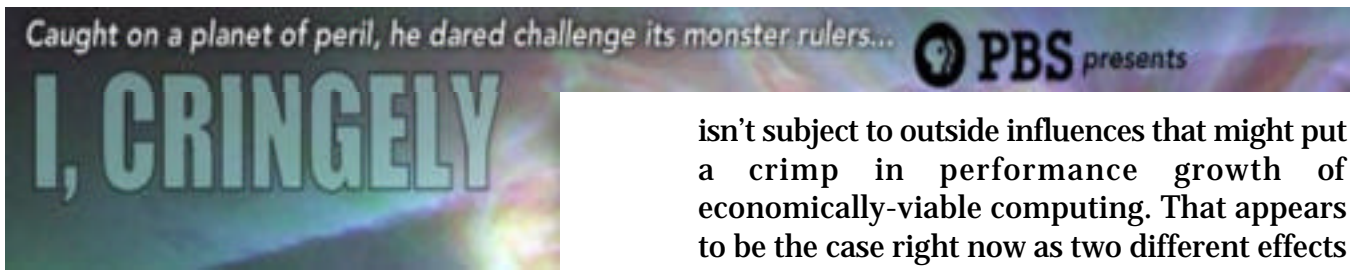 Caught on a planet of peril, he dared challenge its monster rulers...
PBS presents
I, CRINGELY
isn't subject to outside influences that might put
a crimp in performance growth of
economically-viable computing. That appears
to be the case right now as two different effects